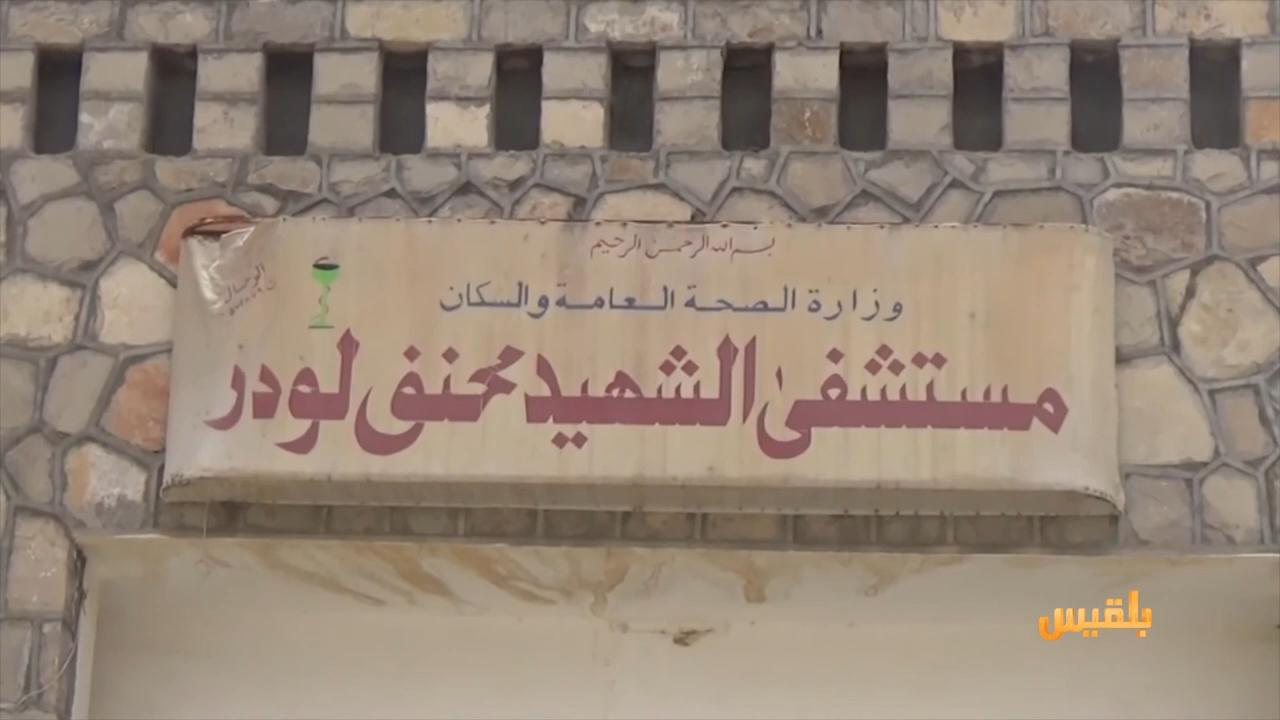 بسم الله الرحمن الرحيم
وزارة الصحة العامة والسكان
مستشفى الشهيد محنف لودر
بلقيس